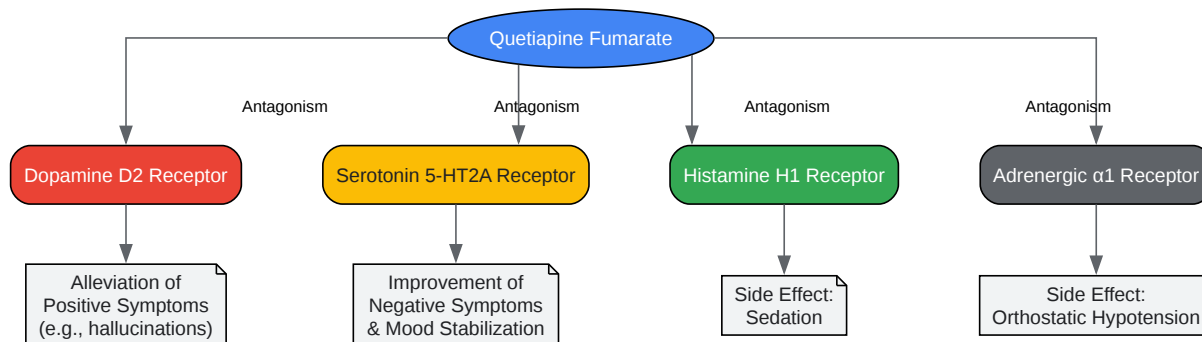 Quetiapine Fumarate
Antagonism
Antagonism
Antagonism
Antagonism
Dopamine D2 Receptor
Serotonin 5-HT2A Receptor
Histamine H1 Receptor
Adrenergic α1 Receptor
Alleviation of
Positive Symptoms
(e.g., hallucinations)
Improvement of
Negative Symptoms
& Mood Stabilization
Side Effect:
Sedation
Side Effect:
Orthostatic Hypotension